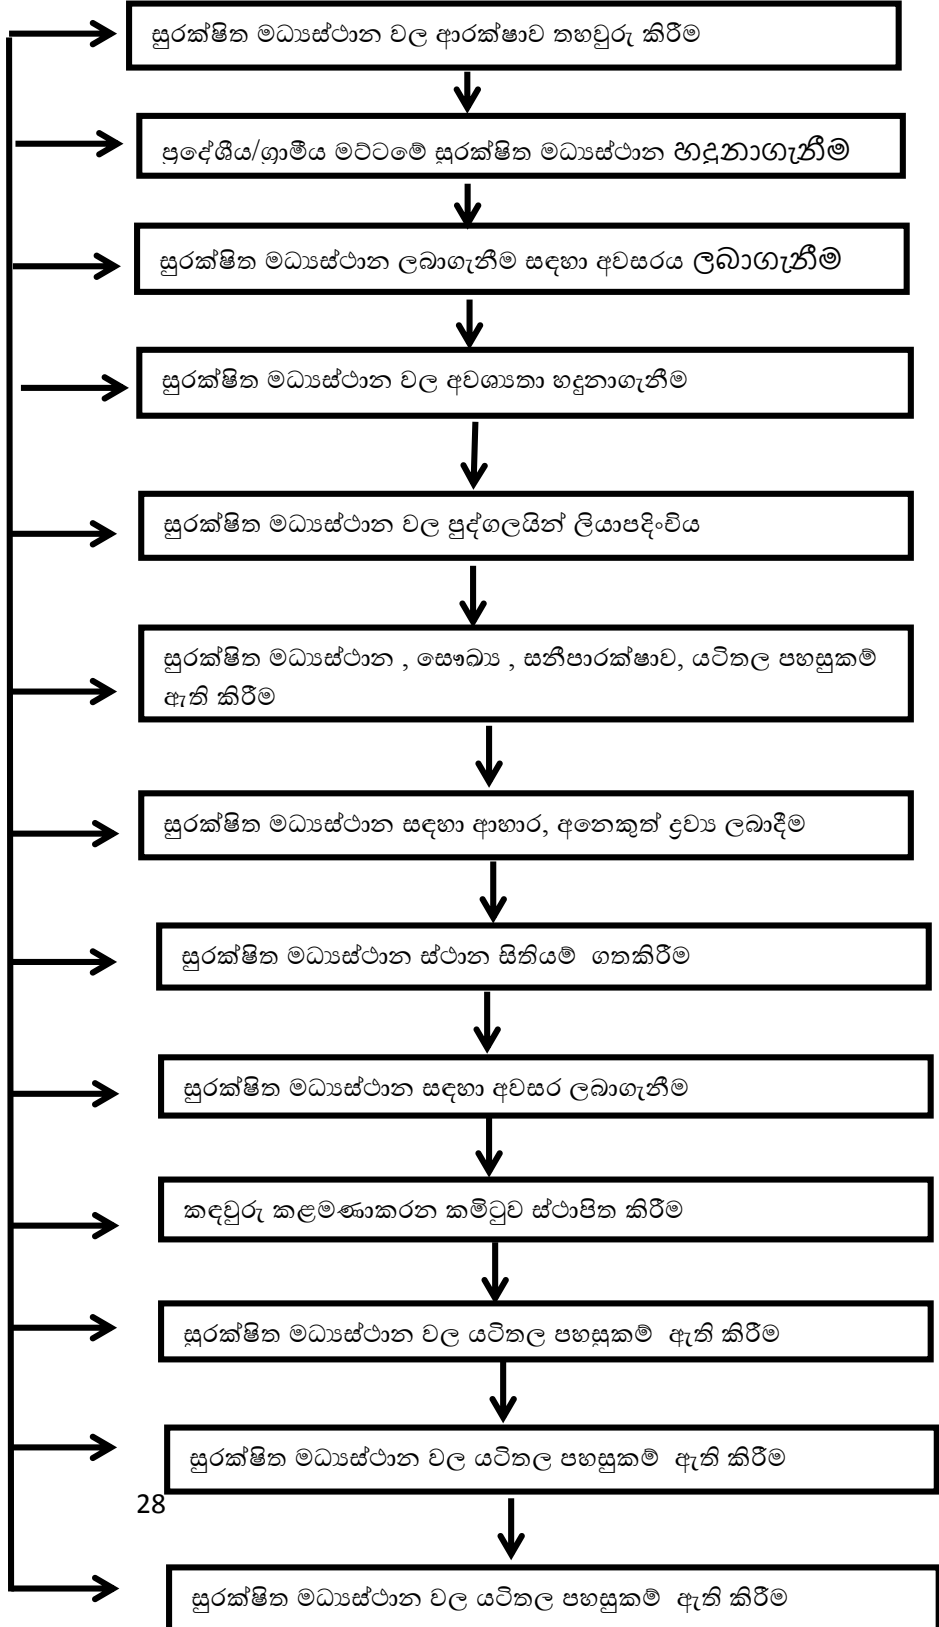 සුරක්ෂිත මධ්‍යස්ථාන වල ආරක්ෂාව තහවුරු කිරීම
ප්‍රදේශීය/ග්‍රාමීය මට්ටමේ සුරක්ෂිත මධ්‍යස්ථාන හදුනාගැනීම
සුරක්ෂිත මධ්‍යස්ථාන ලබාගැනීම සඳහා අවසරය ලබාගැනීම
සුරක්ෂිත මධ්‍යස්ථාන වල අවශ්‍යතා හදුනාගැනීම
සුරක්ෂිත මධ්‍යස්ථාන වල පුද්ගලයින් ලියාපදිංචිය
සුරක්ෂිත මධ්‍යස්ථාන , සෞඛ්‍ය , සනීපාරක්ෂාව, යටිතල පහසුකම්
ඇති කිරීම
සුරක්ෂිත මධ්‍යස්ථාන සඳහා ආහාර, අනෙකුත් ද්‍රව්‍ය ලබාදීම
සුරක්ෂිත මධ්‍යස්ථාන ස්ථාන සිතියම් ගතකිරීම
සුරක්ෂිත මධ්‍යස්ථාන සඳහා අවසර ලබාගැනීම
කඳවුරු කළමණාකරන කමිටුව ස්ථාපිත කිරීම
සුරක්ෂිත මධ්‍යස්ථාන වල යටිතල පහසුකම් ඇති කිරීම
සුරක්ෂිත මධ්‍යස්ථාන වල යටිතල පහසුකම් ඇති කිරීම
28
සුරක්ෂිත මධ්‍යස්ථාන වල යටිතල පහසුකම් ඇති කිරීම